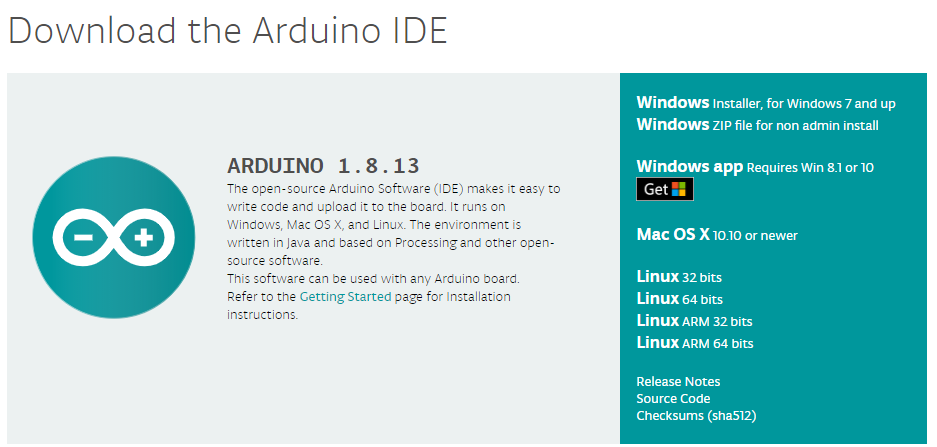 Download the Arduino IDE
ARDUINO 1.8.13
The open-source Arduino Software (IDE) makes it easy to
write code and upload it to the board. It runs on
Windows, Mac OS X, and Linux. The environment is
written in Java and based on Processing and other open-
source software.
This software can be used with any Arduino board.
Refer to the Getting Started page for Installation
instructions.
Windows Installer, for Windows 7 and up
Windows ZIP file for non admin install
Windows app Requires Win 8.1 or 10
Get
Mac OS X 10.10 or newer
Linux 32 bits
Linux 64 bits
Linux ARM 32 bits
Linux ARM 64 bits
Release Notes
Source Code
Checksums (sha512)